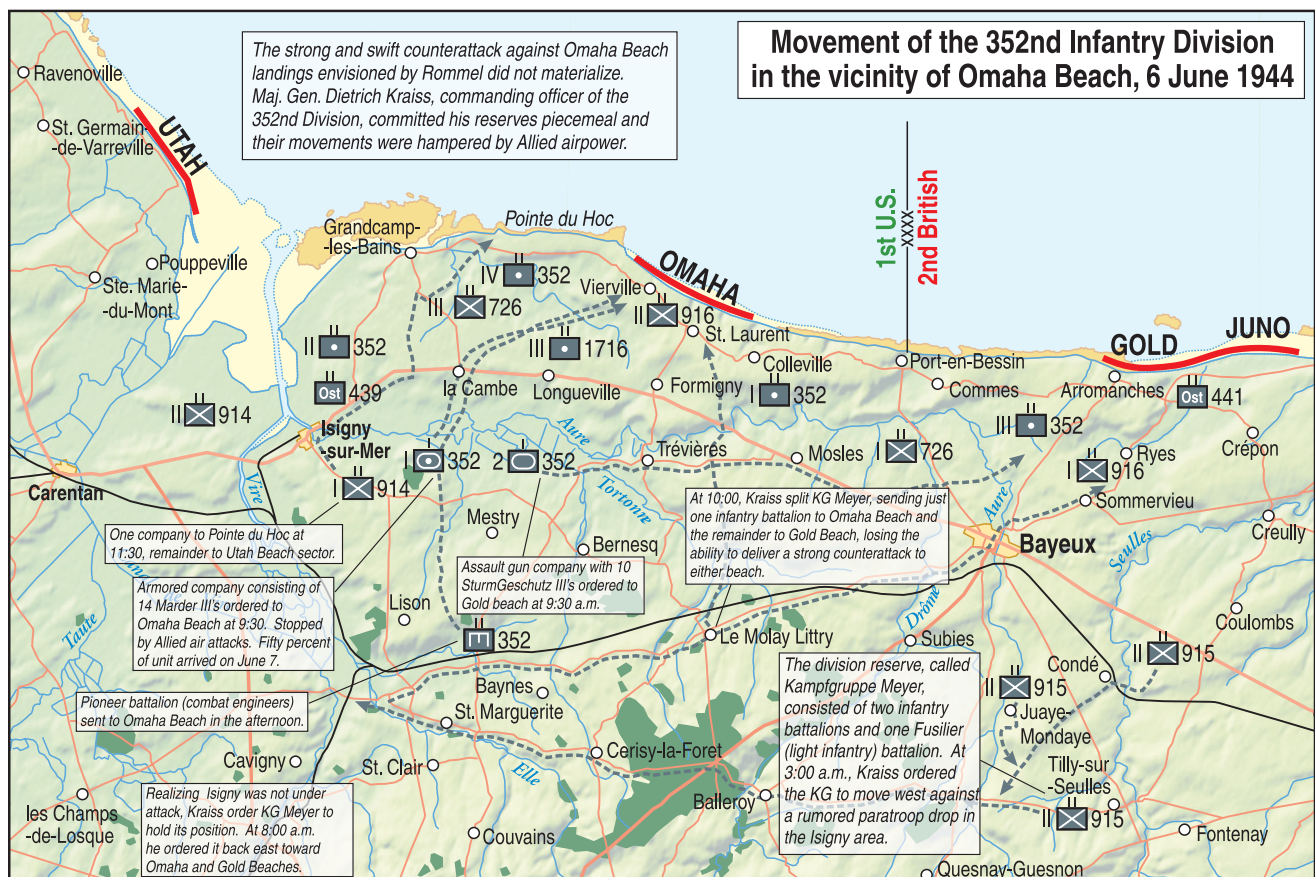 Movement of the 352nd Infantry Division
in the vicinity of Omaha Beach, 6 June 1944
The strong and swift counterattack against Omaha Beach
landings envisioned by Rommel did not materialize.
Maj. Gen. Dietrich Kraiss, commanding officer of the
352nd Division, committed his reserves piecemeal and
their movements were hampered by Allied airpower.
Ravenoville
St. Germain-
-de-Varreville
UTAH
Pouppeville
Ste. Marie-
-du-Mont
Grandcamp-
-les-Bains
Pointe du Hoc
1st U.S.
XXXX
2nd British
IV 352
III 726
Vierville
OMAHA
II 916
St. Laurent
II 352
III 1716
Colleville
Port-en-Bessin
GOLD
JUNO
Ost 439
la Cambe
Longueville
Formigny
I 352
Commes
Arromanches
Ost 441
II 914
Isigny
-sur-Mer
Aure
III 352
Crépon
Carentan
Vire
I 352
2 352
Trévières
Mosles
I 726
Ryes
I 916
I 914
Tortonne
Sommervieu
Mestry
Bernesq
Aure
Bayeux
Seulles
Creully
One company to Pointe du Hoc at
11:30, remainder to Utah Beach sector.
Armored company consisting of
14 Marder III's ordered to
Omaha Beach at 9:30. Stopped
by Allied air attacks. Fifty percent
of unit arrived on June 7.
Assault gun company with 10
SturmGeschutz III's ordered to
Gold beach at 9:30 a.m.
At 10:00, Kraiss split KG Meyer, sending just
one infantry battalion to Omaha Beach and
the remainder to Gold Beach, losing the
ability to deliver a strong counterattack to
either beach.
Taute
Lison
E 352
Le Molay Littry
Drôme
Subies
Coulombs
Pioneer battalion (combat engineers)
sent to Omaha Beach in the afternoon.
Baynes
St. Marguerite
The division reserve, called
Kampfgruppe Meyer,
consisted of two infantry
battalions and one Fusilier
(light infantry) battalion. At
3:00 a.m., Kraiss ordered
the KG to move west against
a rumored paratroop drop in
the Isigny area.
Condé
II 915
II 915
Juaye-
Mondaye
Cavigny
St. Clair
Elle
Cerisy-la-Foret
Balleroy
Tilly-sur
-Seulles
II 915
les Champs
-de-Losque
Realizing Isigny was not under
attack, Kraiss order KG Meyer to
hold its position. At 8:00 a.m.
he ordered it back east toward
Omaha and Gold Beaches.
Couvains
Fontenay
Quesnay-Guesnon